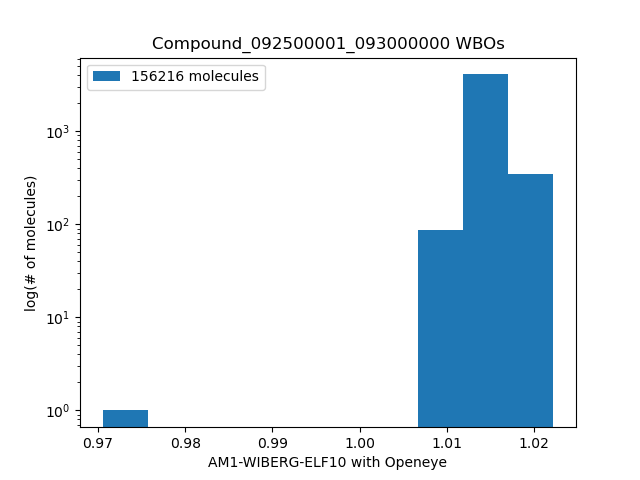 Compound_092500001_093000000 WBOs
156216 molecules
log(# of molecules)
10³
10²
10¹
10⁰
0.97 0.98 0.99 1.00 1.01 1.02
AM1-WIBERG-ELF10 with Openeye